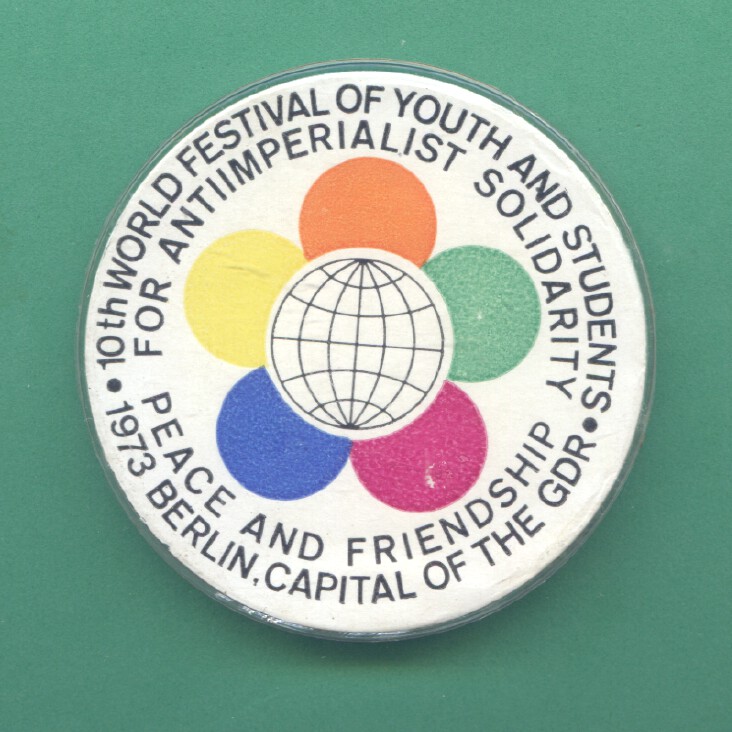 • 10th WORLD FESTIVAL OF YOUTH AND STUDENTS •
FOR ANTIIMPERIALIST SOLIDARITY
PEACE AND FRIENDSHIP
1973 BERLIN, CAPITAL OF THE GDR